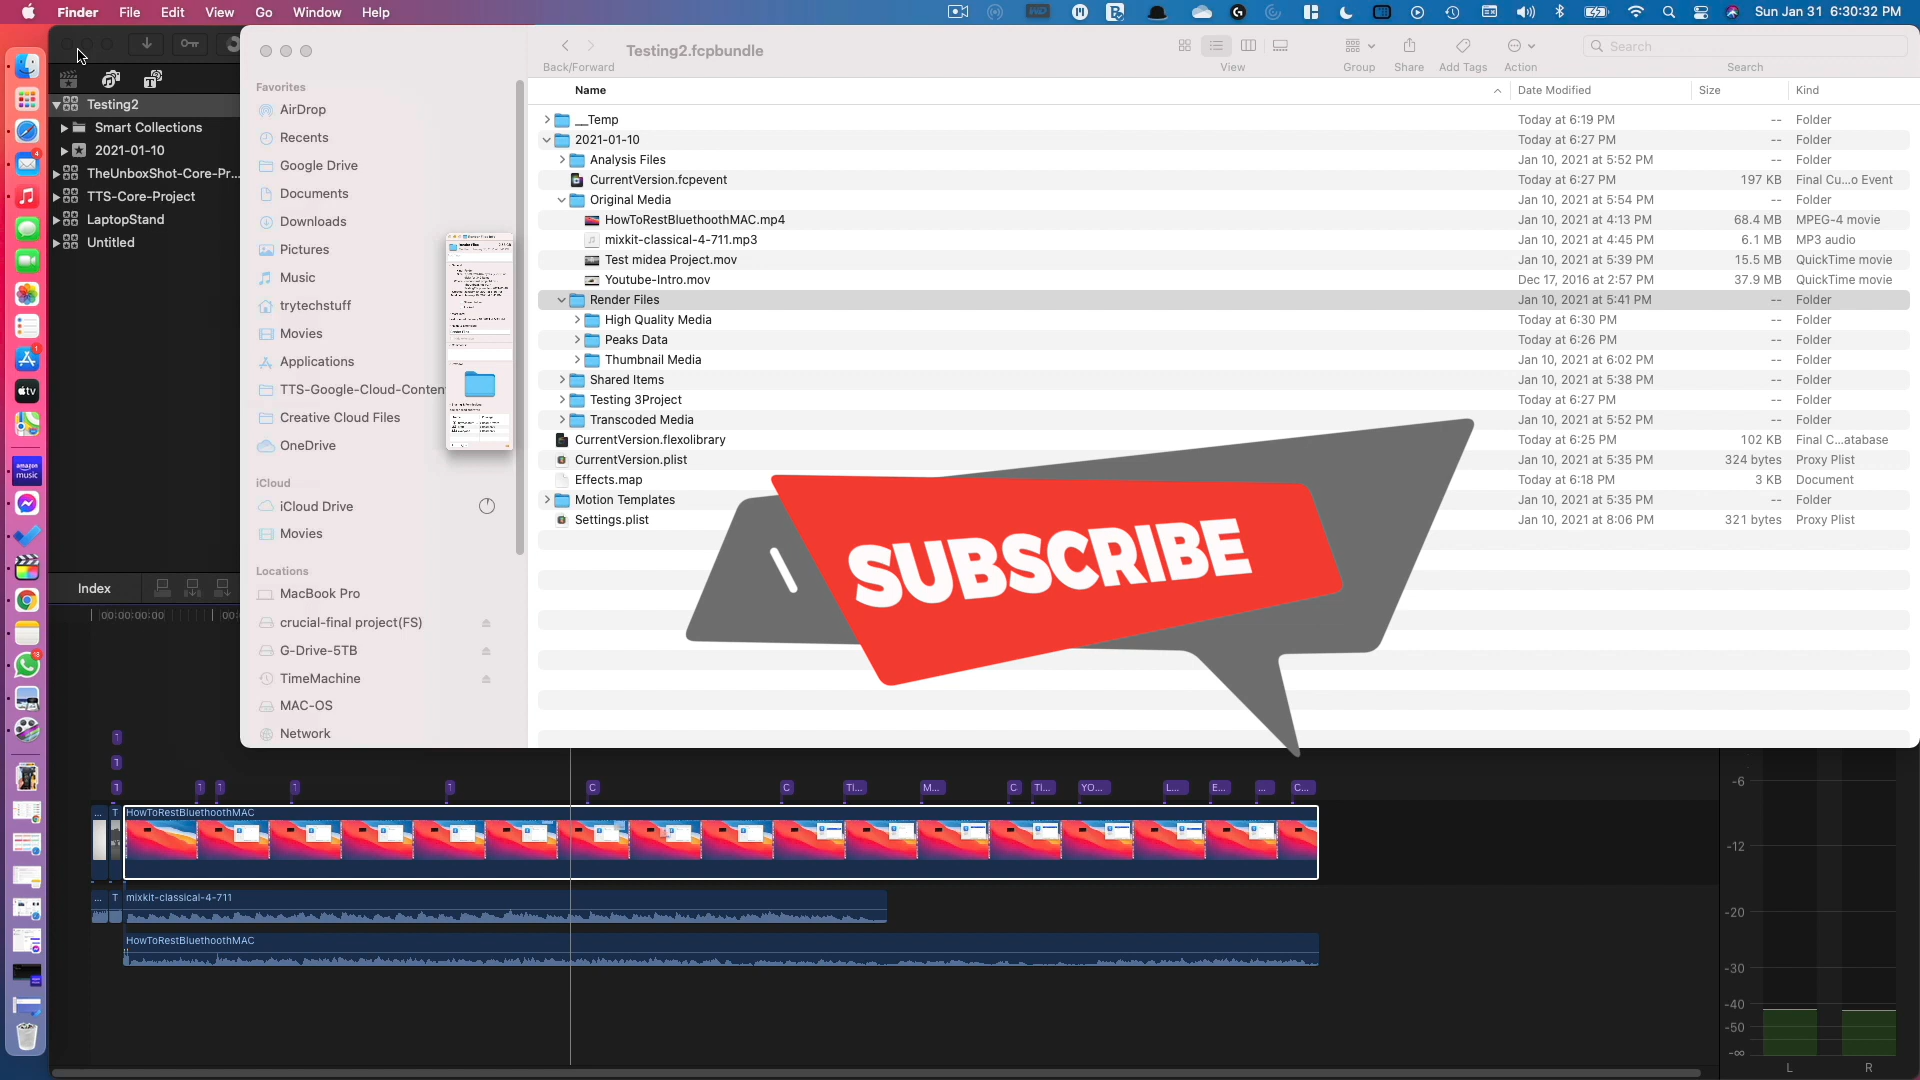 Finder File Edit View Go Window Help
Sun Jan 31 6:30:32 PM
Testing2.fcpbundle
Back/Forward
View
Group
Share
Add Tags
Action
Search
Search
Testing2
Smart Collections
2021-01-10
TheUnboxShot-Core-Pr...
TTS-Core-Project
LaptopStand
Untitled
Index
00:00:00:00
Favorites
AirDrop
Recents
Google Drive
Documents
Downloads
Pictures
Music
trytechstuff
Movies
Applications
TTS-Google-Cloud-Conten
Creative Cloud Files
OneDrive
iCloud
iCloud Drive
Movies
Locations
MacBook Pro
crucial-final project(FS)
G-Drive-5TB
TimeMachine
MAC-OS
Network
Name Date Modified Size Kind
__Temp Today at 6:19 PM -- Folder
2021-01-10 Today at 6:27 PM -- Folder
Analysis Files Jan 10, 2021 at 5:52 PM -- Folder
CurrentVersion.fcpevent Today at 6:27 PM 197 KB Final Cu...o Event
Original Media Jan 10, 2021 at 5:54 PM -- Folder
HowToRestBluethoothMAC.mp4 Jan 10, 2021 at 4:13 PM 68.4 MB MPEG-4 movie
mixkit-classical-4-711.mp3 Jan 10, 2021 at 4:45 PM 6.1 MB MP3 audio
Test midea Project.mov Jan 10, 2021 at 5:39 PM 15.5 MB QuickTime movie
Youtube-Intro.mov Dec 17, 2016 at 2:57 PM 37.9 MB QuickTime movie
Render Files Jan 10, 2021 at 5:41 PM -- Folder
High Quality Media Today at 6:30 PM -- Folder
Peaks Data Today at 6:26 PM -- Folder
Thumbnail Media Jan 10, 2021 at 6:02 PM -- Folder
Shared Items Jan 10, 2021 at 5:38 PM -- Folder
Testing 3Project Today at 6:27 PM -- Folder
Transcoded Media Jan 10, 2021 at 5:52 PM -- Folder
CurrentVersion.flexolibrary Today at 6:25 PM 102 KB Final C...atabase
CurrentVersion.plist Jan 10, 2021 at 5:35 PM 324 bytes Proxy Plist
Effects.map Today at 6:18 PM 3 KB Document
Motion Templates Jan 10, 2021 at 5:35 PM -- Folder
Settings.plist Jan 10, 2021 at 8:06 PM 321 bytes Proxy Plist
SUBSCRIBE
amazon music
tv
C C TI... M... C TI... YO... L... E... ... C...
HowToRestBluethoothMAC
mixkit-classical-4-711
HowToRestBluethoothMAC
-6
-12
-20
-30
-40
-50
-∞
L R